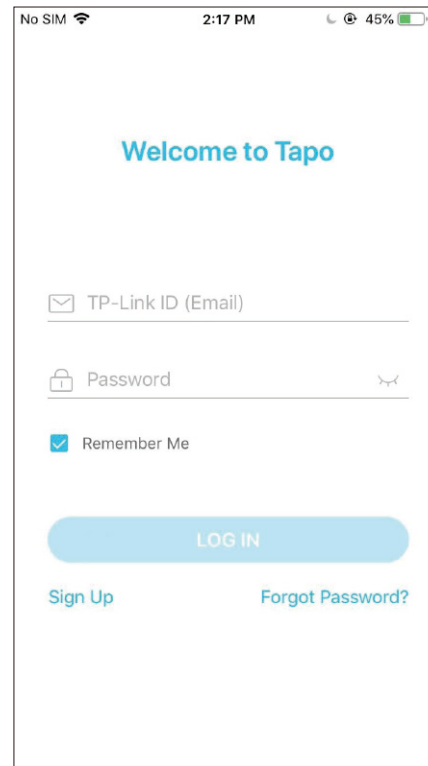 No SIM 2:17 PM 45%
Welcome to Tapo
TP-Link ID (Email)
Password
Remember Me
LOG IN
Sign Up Forgot Password?